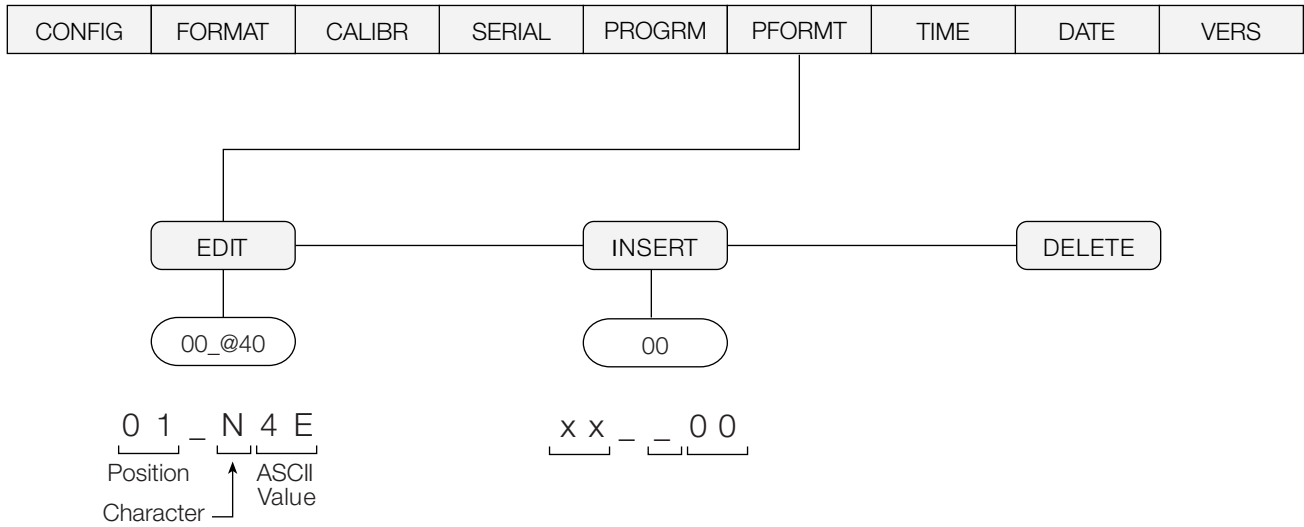 CONFIG FORMAT CALIBR SERIAL PROGRM PFORMT TIME DATE VERS
EDIT INSERT DELETE
00_@40 00
0 1 _ N 4 E x x _ _ 0 0
Position ASCII
Value
Character